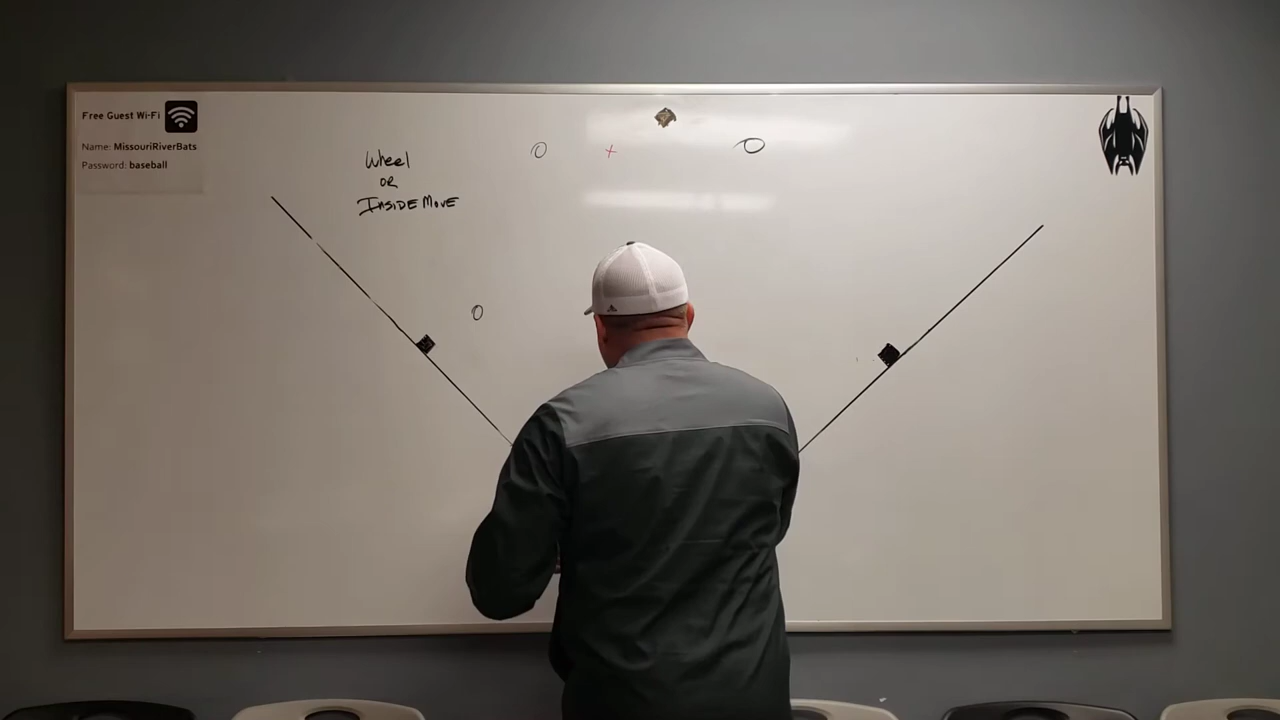 Free Guest Wi-Fi
Name: MissouriRiverBats
Password: baseball
Wheel
OR
INSIDE MOVE